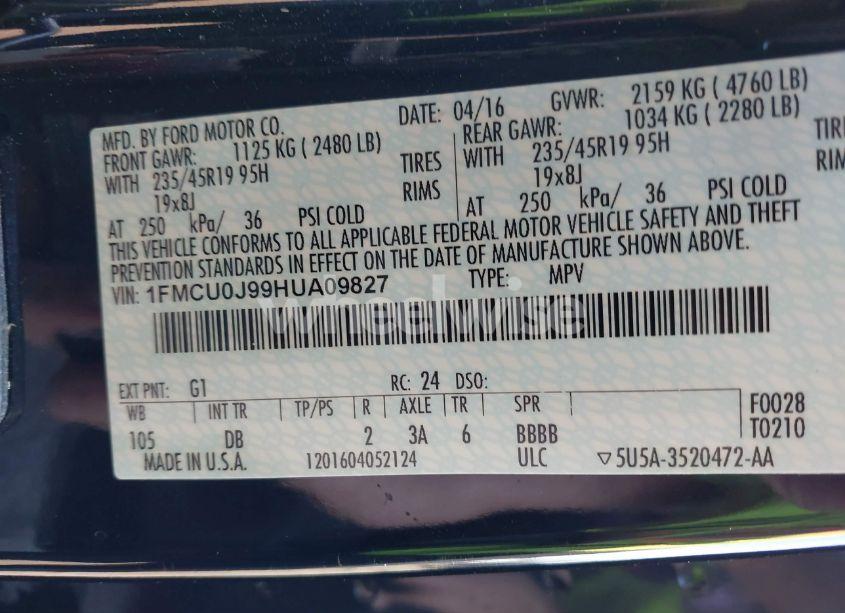 MFD. BY FORD MOTOR CO. DATE: 04/16 GVWR: 2159 KG ( 4760 LB)
FRONT GAWR: 1125 KG ( 2480 LB) REAR GAWR: 1034 KG ( 2280 LB)
WITH 235/45R19 95H TIRES WITH 235/45R19 95H TIRE
19x8J RIMS 19x8J RIM
AT 250 kPa/ 36 PSI COLD AT 250 kPa/ 36 PSI COLD
THIS VEHICLE CONFORMS TO ALL APPLICABLE FEDERAL MOTOR VEHICLE SAFETY AND THEFT
PREVENTION STANDARDS IN EFFECT ON THE DATE OF MANUFACTURE SHOWN ABOVE.
VIN: 1FMCU0J99HUA09827 TYPE: MPV
wheelwise
EXT PNT: G1 RC: 24 DSO:
WB INT TR TP/PS R AXLE TR SPR F0028
105 DB 2 3A 6 BBBB T0210
MADE IN U.S.A. 1201604052124 ULC ▽5U5A-3520472-AA